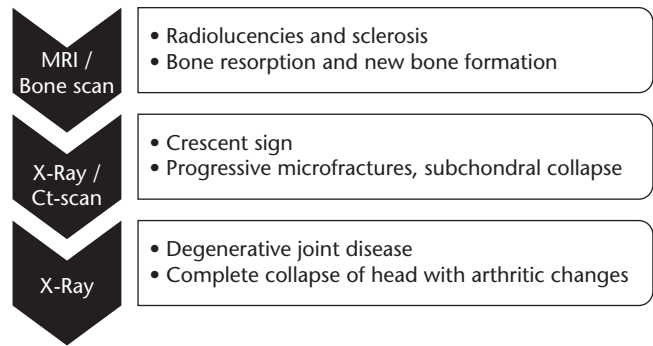 MRI /
Bone scan
• Radiolucencies and sclerosis
• Bone resorption and new bone formation
X-Ray /
Ct-scan
• Crescent sign
• Progressive microfractures, subchondral collapse
X-Ray
• Degenerative joint disease
• Complete collapse of head with arthritic changes